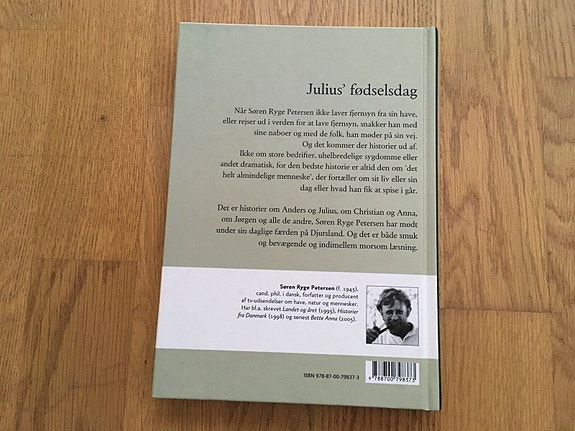 Julius’ fødselsdag
Når Søren Ryge Petersen ikke laver fjernsyn fra sin have,
eller rejser ud i verden for at lave fjernsyn, snakker han med
sine naboer og med de folk, han møder på sin vej.
Og det kommer der historier ud af.
Ikke om store bedrifter, uhelbredelige sygdomme eller
andet dramatisk, for den bedste historie er altid den om ‘det
helt almindelige menneske’, der fortæller om sit liv eller sin
dag eller hvad han fik at spise i går.
Det er historier om Anders og Julius, om Christian og Anna,
om Jørgen og alle de andre, Søren Ryge Petersen har mødt
under sin daglige færden på Djursland. Og det er både smuk
og bevægende og indimellem morsom læsning.
Søren Ryge Petersen (f. 1945),
cand. phil. i dansk, forfatter og producent
af tv-udsendelser om have, natur og mennesker.
Har bl.a. skrevet Landet og året (1995), Historier
fra Danmark (1998) og senest Bette Anna (2005).
ISBN 978-87-00-79837-3
9 788700 798373